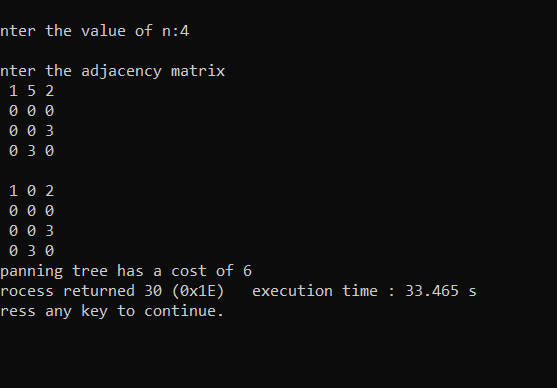 nter the value of n:4
nter the adjacency matrix
1 5 2
0 0 0
0 0 3
0 3 0
1 0 2
0 0 0
0 0 3
0 3 0
panning tree has a cost of 6
rocess returned 30 (0x1E)   execution time : 33.465 s
ress any key to continue.